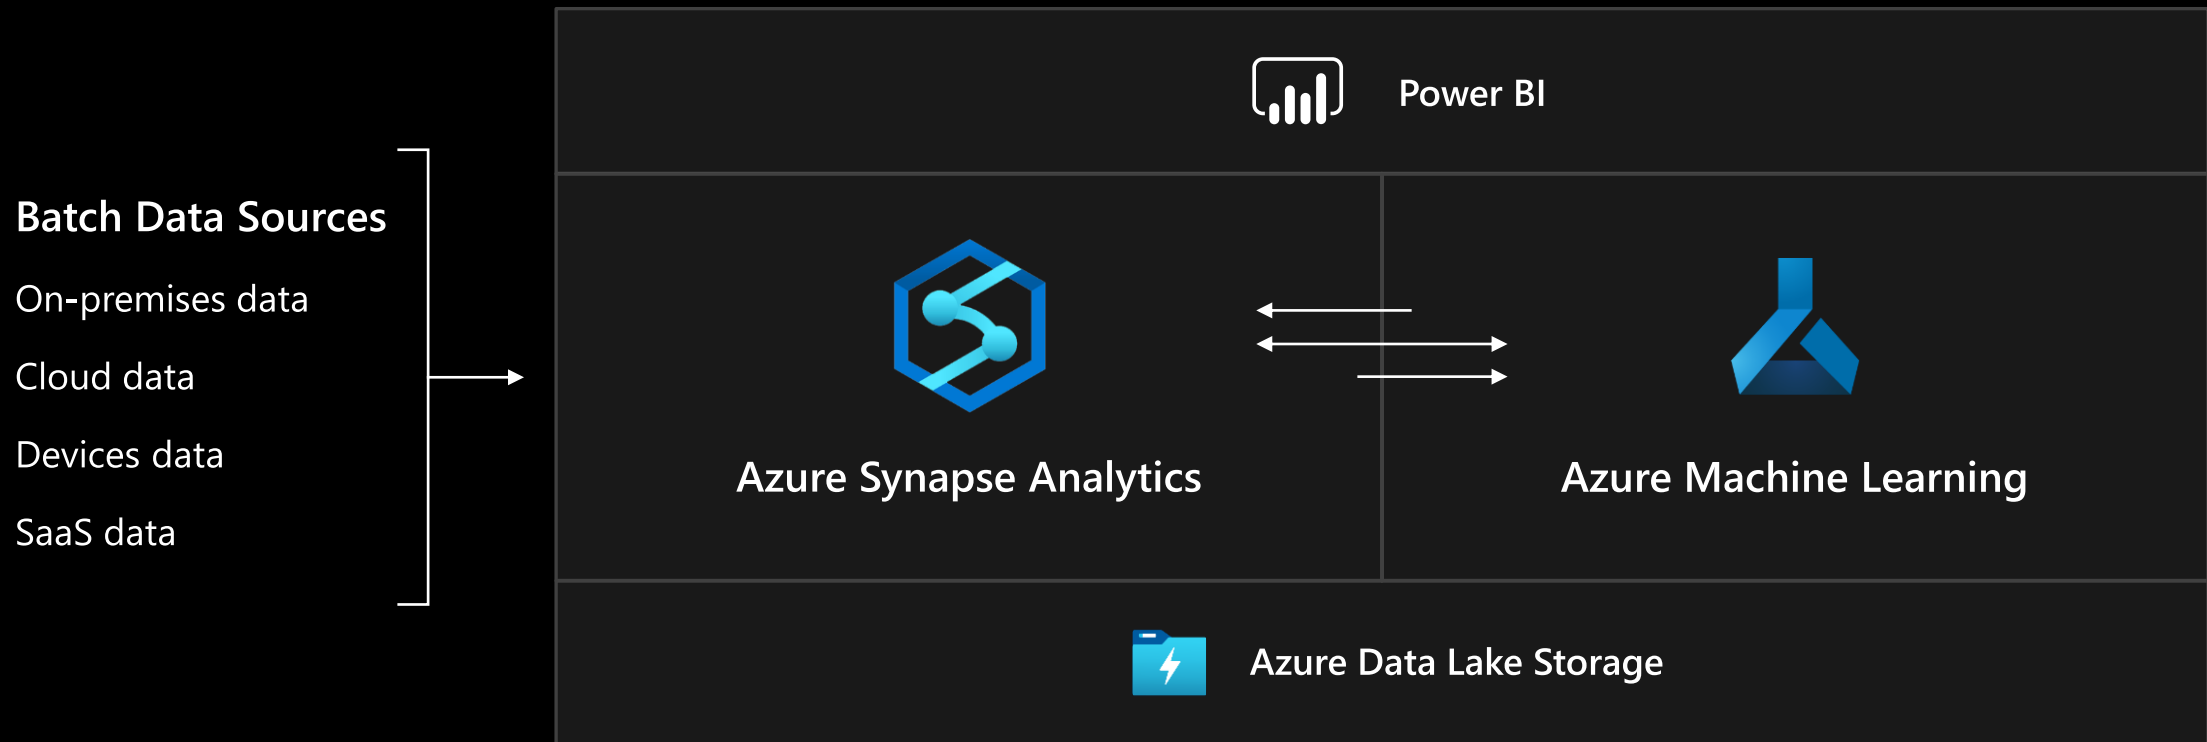 Batch Data Sources
On-premises data
Cloud data
Devices data
SaaS data
Power BI
Azure Synapse Analytics
Azure Machine Learning
Azure Data Lake Storage